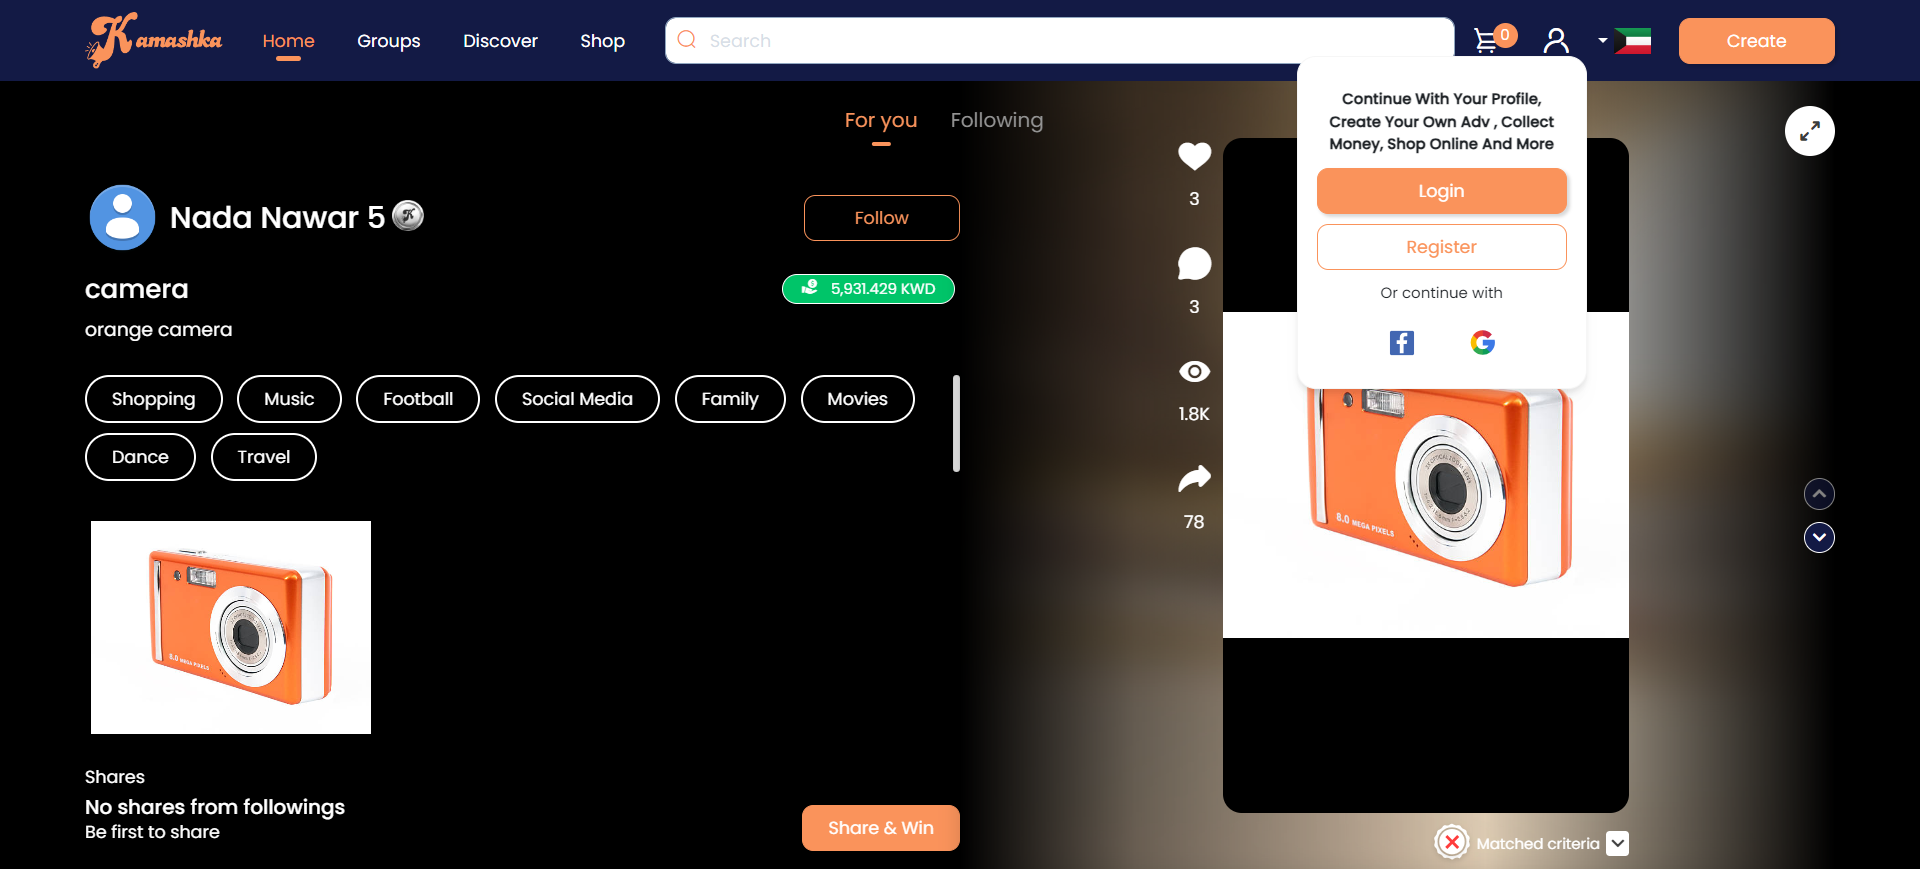 Kamashka
Home
Groups
Discover
Shop
Search
0
Create
For you
Following
Continue With Your Profile,
Create Your Own Adv , Collect
Money, Shop Online And More
Login
Register
Or continue with
Nada Nawar 5
Follow
camera
5,931.429 KWD
orange camera
Shopping
Music
Football
Social Media
Family
Movies
Dance
Travel
3
3
1.8K
78
8.0 MEGA PIXELS
8.0 MEGA PIXELS
Shares
No shares from followings
Be first to share
Share & Win
Matched criteria